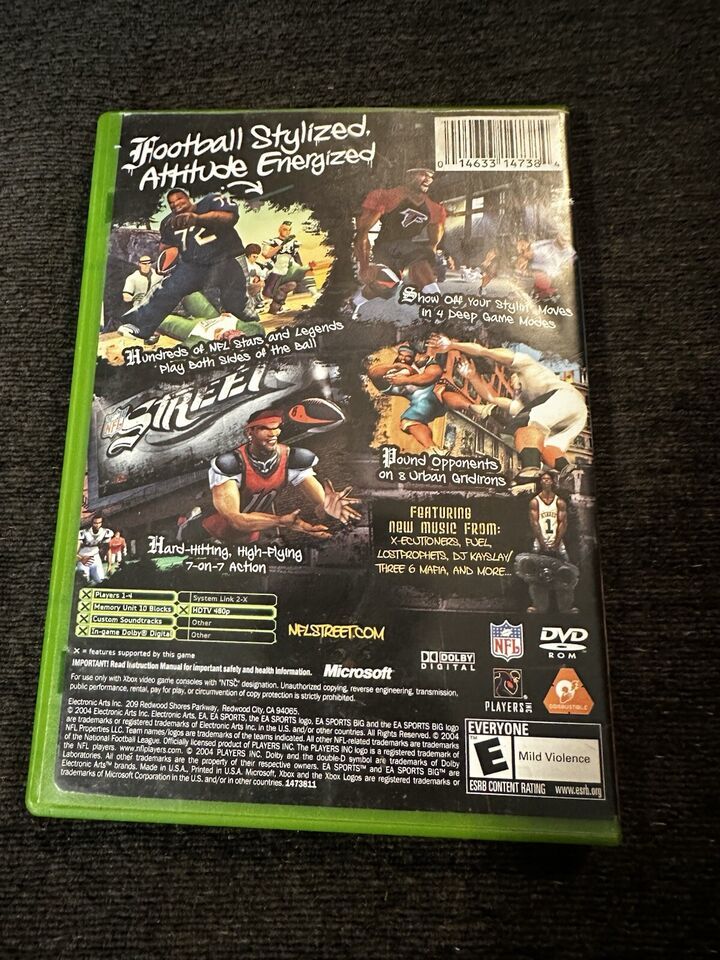 Football Stylized,
Attitude Energized
0 14633 14738 4
72
72
Show Off Your Stylin' Moves
in 4 Deep Game Modes
Hundreds of NFL Stars and Legends
Play Both Sides of the Ball
NFL STREET
Pound Opponents
on 8 Urban Gridirons
Hard-Hitting, High-Flying
7-on-7 Action
FEATURING
NEW MUSIC FROM:
X-ECUTIONERS, FUEL,
LOSTPROPHETS, DJ KAYSLAY/
THREE 6 MAFIA, AND MORE...
1
X Players 1-4
System Link 2-X
X Memory Unit 10 Blocks
X HDTV 480p
X Custom Soundtracks
Other
X In-game Dolby® Digital
Other
X = features supported by this game
NFLSTREET.COM
DOLBY
DIGITAL
NFL
DVD
ROM
PLAYERS INC
IMPORTANT! Read Instruction Manual for important safety and health information.
Microsoft
For use only with Xbox video game consoles with "NTSC" designation. Unauthorized copying, reverse engineering, transmission,
public performance, rental, pay for play, or circumvention of copy protection is strictly prohibited.
Electronic Arts Inc. 209 Redwood Shores Parkway, Redwood City, CA 94065.
© 2004 Electronic Arts Inc. Electronic Arts, EA, EA SPORTS, the EA SPORTS logo, EA SPORTS BIG and the EA SPORTS BIG logo
are trademarks or registered trademarks of Electronic Arts Inc. in the U.S. and/or other countries. All Rights Reserved. © 2004
NFL Properties LLC. Team names/logos are trademarks of the teams indicated. All other NFL-related trademarks are trademarks
of the National Football League. Officially licensed product of PLAYERS INC. The PLAYERS INC logo is a registered trademark of
the NFL players. www.nflplayers.com. © 2004 PLAYERS INC. Dolby and the double-D symbol are trademarks of Dolby
Laboratories. All other trademarks are the property of their respective owners. EA SPORTS™ and EA SPORTS BIG™ are
Electronic Arts™ brands. Made in U.S.A. Printed in U.S.A. Microsoft, Xbox and the Xbox Logos are registered trademarks or
trademarks of Microsoft Corporation in the U.S. and/or in other countries. 1473811
EVERYONE
E
Mild Violence
ESRB CONTENT RATING www.esrb.org